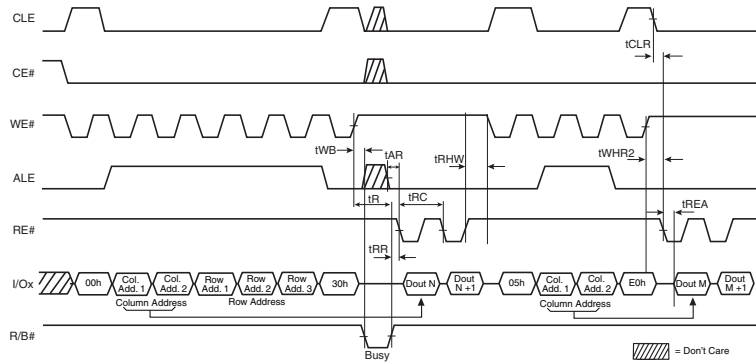 CLE
tCLR
CE#
WE#
tWB
tAR
tRHW
tWHR2
ALE
tR
tRC
tREA
RE#
tRR
I/Ox
00h
Col. Add. 1
Col. Add. 2
Row Add. 1
Row Add. 2
Row Add. 3
30h
Dout N
Dout N +1
05h
Col. Add. 1
Col. Add. 2
E0h
Dout M
Dout M +1
Column Address
Row Address
Column Address
R/B#
Busy
= Don't Care